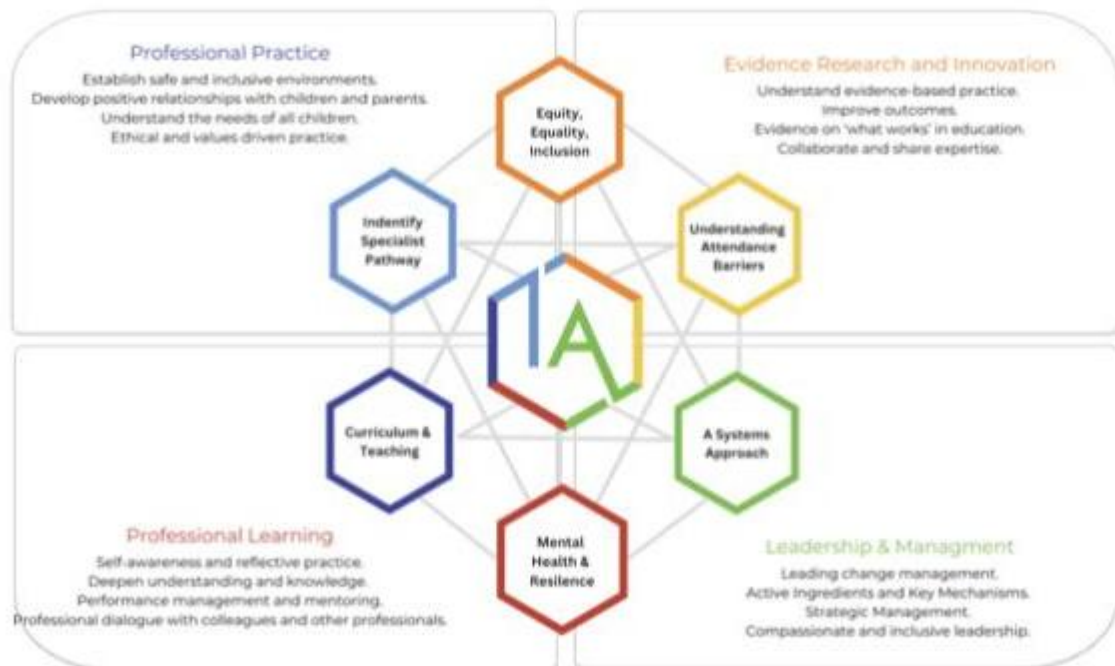 Professional Practice
Establish safe and inclusive environments.
Develop positive relationships with children and parents.
Understand the needs of all children.
Ethical and values driven practice.
Evidence Research and Innovation
Understand evidence-based practice.
Improve outcomes.
Evidence on 'what works' in education.
Collaborate and share expertise.
Equity,
Equality,
Inclusion
Indentify
Specialist
Pathway
Understanding
Attendance
Barriers
1A
Curriculum &
Teaching
A Systems
Approach
Mental
Health &
Resilence
Professional Learning
Self-awareness and reflective practice.
Deepen understanding and knowledge.
Performance management and mentoring.
Professional dialogue with colleagues and other professionals.
Leadership & Managment
Leading change management.
Active Ingredients and Key Mechanisms.
Strategic Management.
Compassionate and inclusive leadership.